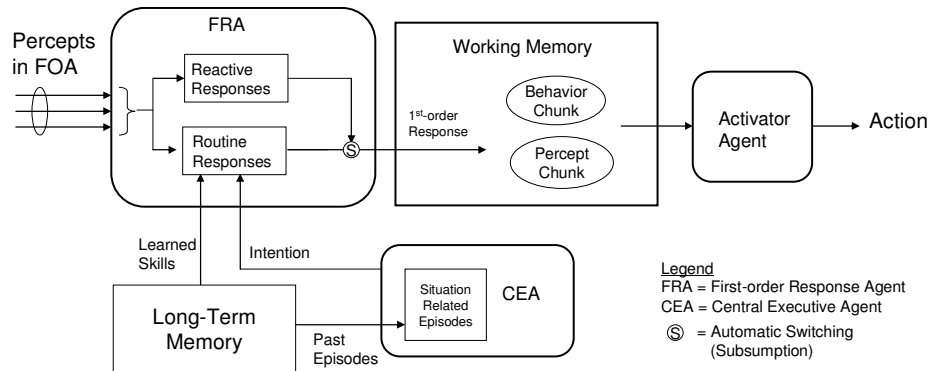 FRA
Percepts
in FOA
Reactive
Responses
Routine
Responses
S
1st-order
Response
Working Memory
Behavior
Chunk
Percept
Chunk
Activator
Agent
Action
Learned
Skills
Intention
Long-Term
Memory
Past
Episodes
Situation
Related
Episodes
CEA
Legend
FRA = First-order Response Agent
CEA = Central Executive Agent
S = Automatic Switching
(Subsumption)